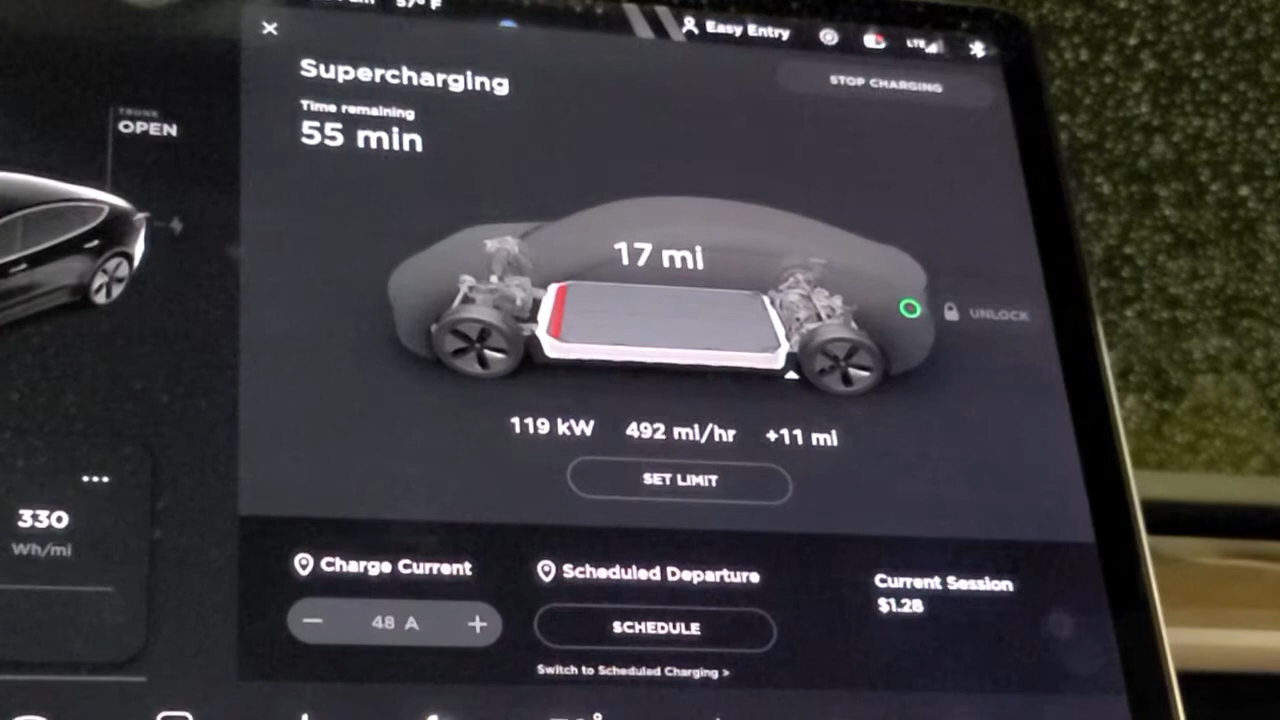 Easy Entry
LTE
Supercharging
STOP CHARGING
Time remaining
55 min
TRUNK
OPEN
17 mi
UNLOCK
119 kW 492 mi/hr +11 mi
SET LIMIT
330
Wh/mi
Charge Current
48 A
Scheduled Departure
SCHEDULE
Switch to Scheduled Charging >
Current Session
$1.28